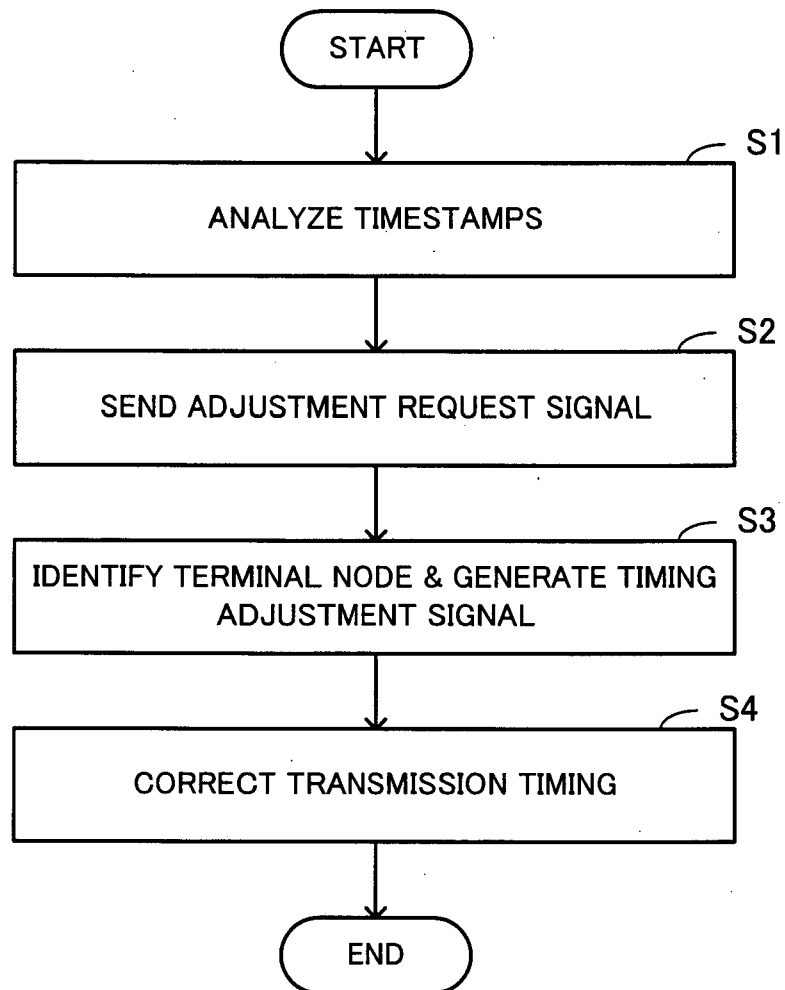 START
S1
ANALYZE TIMESTAMPS
S2
SEND ADJUSTMENT REQUEST SIGNAL
S3
IDENTIFY TERMINAL NODE & GENERATE TIMING
ADJUSTMENT SIGNAL
S4
CORRECT TRANSMISSION TIMING
END